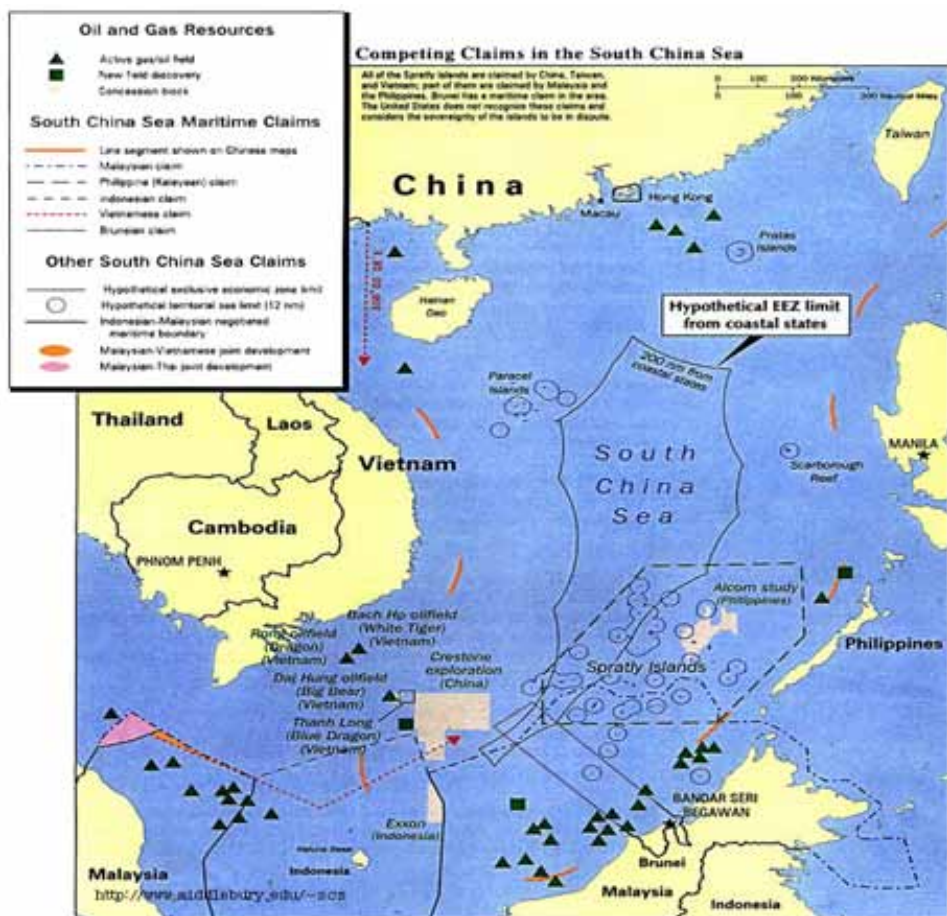 Oil and Gas Resources
Active gas/oil field
New field discovery
Concession block
South China Sea Maritime Claims
Line segment shown on Chinese maps
Malaysian claim
Philippine (Kalayaan) claim
Indonesian claim
Vietnamese claim
Bruneian claim
Other South China Sea Claims
Hypothetical exclusive economic zone limit
Hypothetical territorial sea limit (12 nm)
Indonesian-Malaysian negotiated
maritime boundary
Malaysian-Vietnamese joint development
Malaysian-Thai joint development
Competing Claims in the South China Sea
All of the Spratly Islands are claimed by China, Taiwan,
and Vietnam; part of them are claimed by Malaysia and
the Philippines. Brunei has a maritime claim in the area.
The United States does not recognize these claims and
considers the sovereignty of the islands to be in dispute.
0 100 200 Kilometers
0 100 200 Nautical Miles
Taiwan
China
Hong Kong
Macau
Pratas
Islands
Hainan
Dao
Hypothetical EEZ limit
from coastal states
200 nm from
coastal states
Paracel
Islands
Thailand
Laos
Vietnam
South
China
Sea
MANILA
Scarborough
Reef
Cambodia
PHNOM PENH
Alcorn study
(Philippines)
Bach Ho oilfield
(White Tiger)
(Vietnam)
Rong oilfield
(Dragon)
(Vietnam)
Crestone
exploration
(China)
Spratly Islands
Philippines
Dai Hung oilfield
(Big Bear)
(Vietnam)
Thanh Long
(Blue Dragon)
(Vietnam)
Exxon
(Indonesia)
BANDAR SERI
BEGAWAN
Brunei
Malaysia
Indonesia
Malaysia
Indonesia
http://www.middlebury.edu/~scs